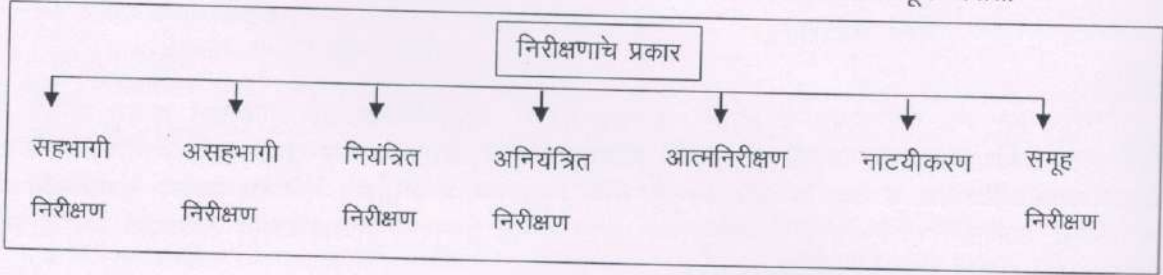 निरीक्षणाचे प्रकार
सहभागी असहभागी नियंत्रित अनियंत्रित आत्मनिरीक्षण नाटयीकरण समूह
निरीक्षण निरीक्षण निरीक्षण निरीक्षण निरीक्षण